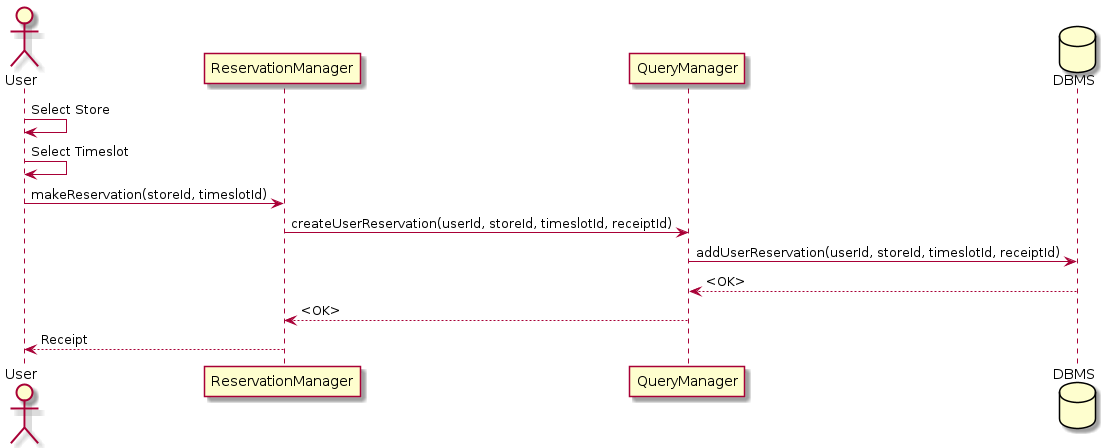 User
ReservationManager
QueryManager
DBMS
Select Store
Select Timeslot
makeReservation(storeId, timeslotId)
createUserReservation(userId, storeId, timeslotId, receiptId)
addUserReservation(userId, storeId, timeslotId, receiptId)
<OK>
<OK>
Receipt
User
ReservationManager
QueryManager
DBMS